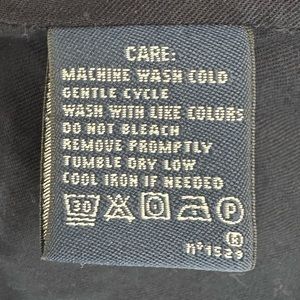 CARE:
MACHINE WASH COLD
GENTLE CYCLE
WASH WITH LIKE COLORS
DO NOT BLEACH
REMOVE PROMPTLY
TUMBLE DRY LOW
COOL IRON IF NEEDED
30 P
®
nº1529